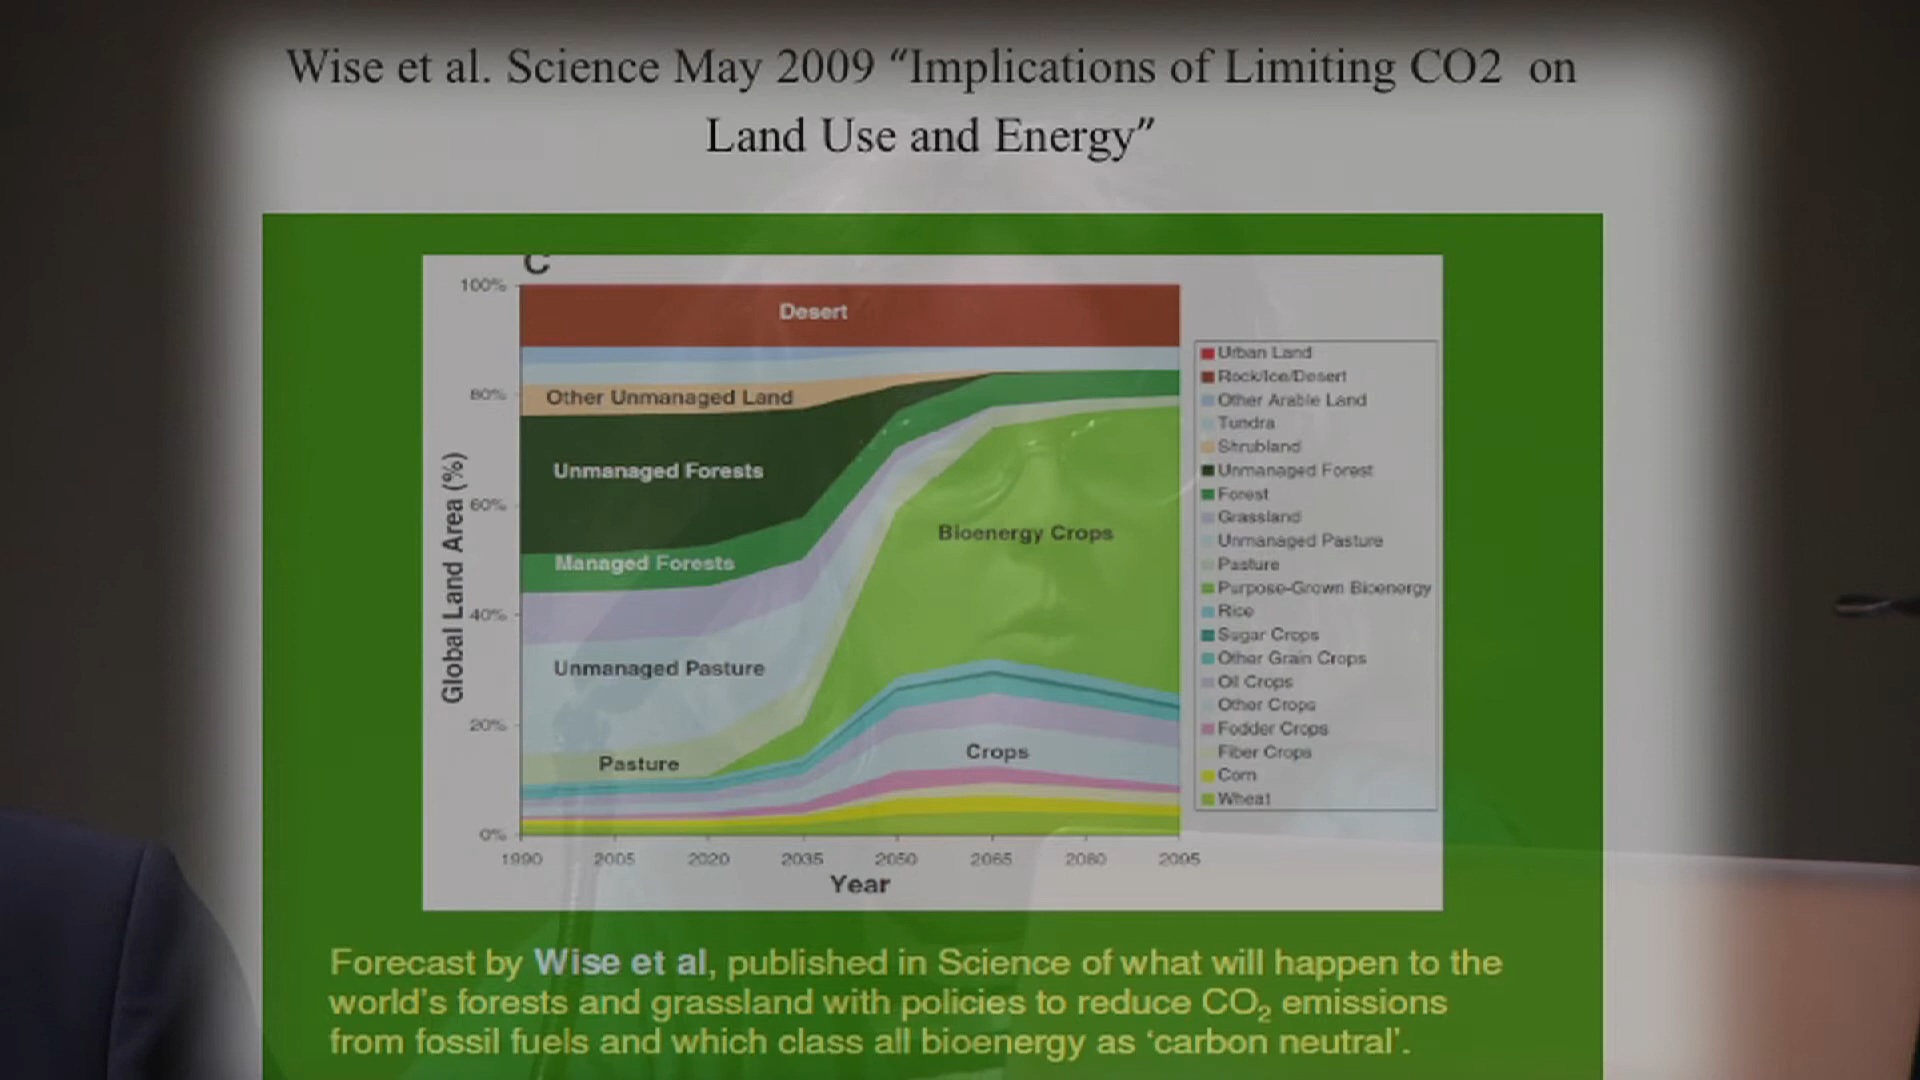 Wise et al. Science May 2009 “Implications of Limiting CO2 on
Land Use and Energy”
C
100%
80%
60%
40%
20%
0%
Global Land Area (%)
Desert
Other Unmanaged Land
Unmanaged Forests
Managed Forests
Unmanaged Pasture
Pasture
Bioenergy Crops
Crops
1990 2005 2020 2035 2050 2065 2080 2095
Year
Urban Land
Rock/Ice/Desert
Other Arable Land
Tundra
Shrubland
Unmanaged Forest
Forest
Grassland
Unmanaged Pasture
Pasture
Purpose-Grown Bioenergy
Rice
Sugar Crops
Other Grain Crops
Oil Crops
Other Crops
Fodder Crops
Fiber Crops
Corn
Wheat
Forecast by Wise et al, published in Science of what will happen to the
world’s forests and grassland with policies to reduce CO₂ emissions
from fossil fuels and which class all bioenergy as ‘carbon neutral’.